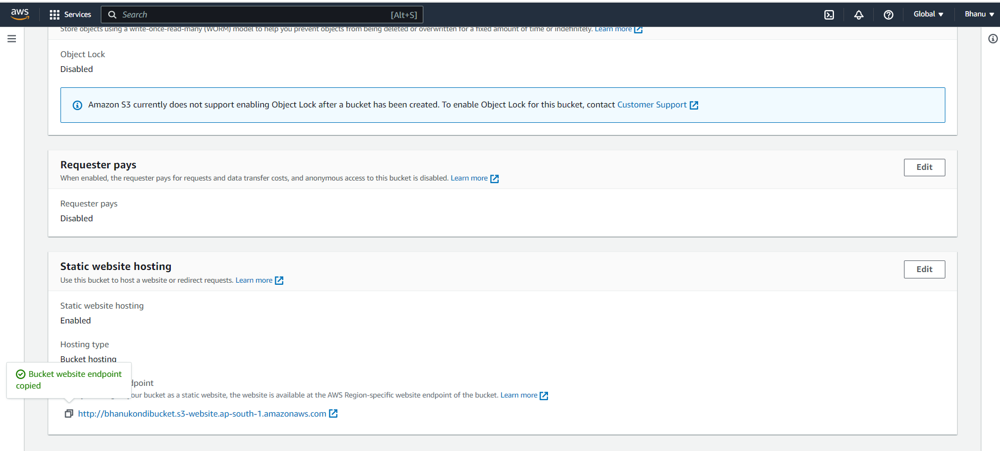 aws Services Search [Alt+S] Global Bhanu
Store objects using a write-once-read-many (WORM) model to help you prevent objects from being deleted or overwritten for a fixed amount of time or indefinitely. Learn more
Object Lock
Disabled
Amazon S3 currently does not support enabling Object Lock after a bucket has been created. To enable Object Lock for this bucket, contact Customer Support
Requester pays
Edit
When enabled, the requester pays for requests and data transfer costs, and anonymous access to this bucket is disabled. Learn more
Requester pays
Disabled
Static website hosting
Edit
Use this bucket to host a website or redirect requests. Learn more
Static website hosting
Enabled
Hosting type
Bucket hosting
Bucket website endpoint
copied
dpoint
our bucket as a static website, the website is available at the AWS Region-specific website endpoint of the bucket. Learn more
http://bhanukondibucket.s3-website.ap-south-1.amazonaws.com